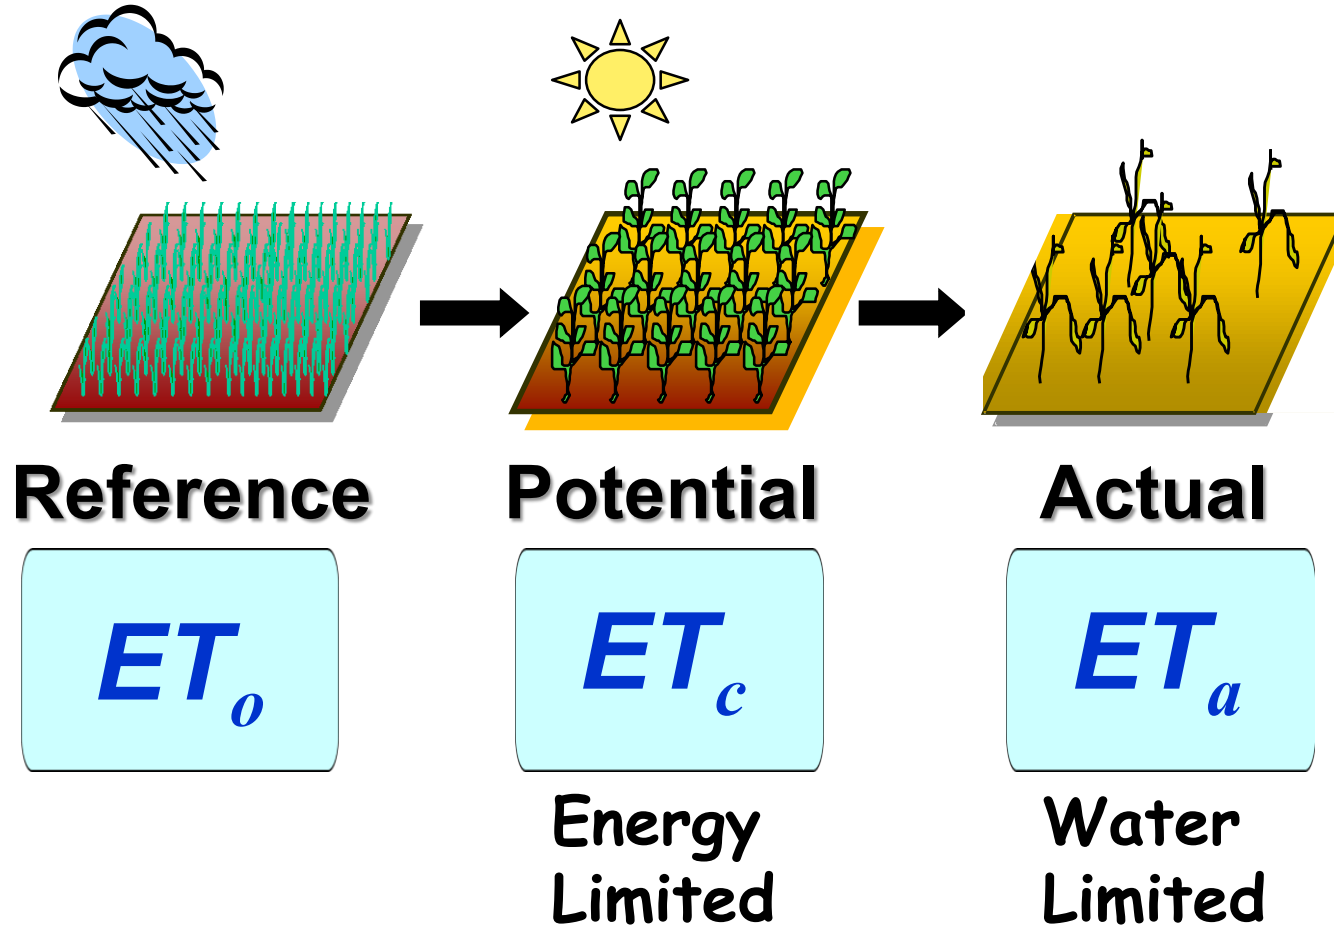 Reference
Potential
Actual
ETo
ETc
ETa
Energy
Limited
Water
Limited